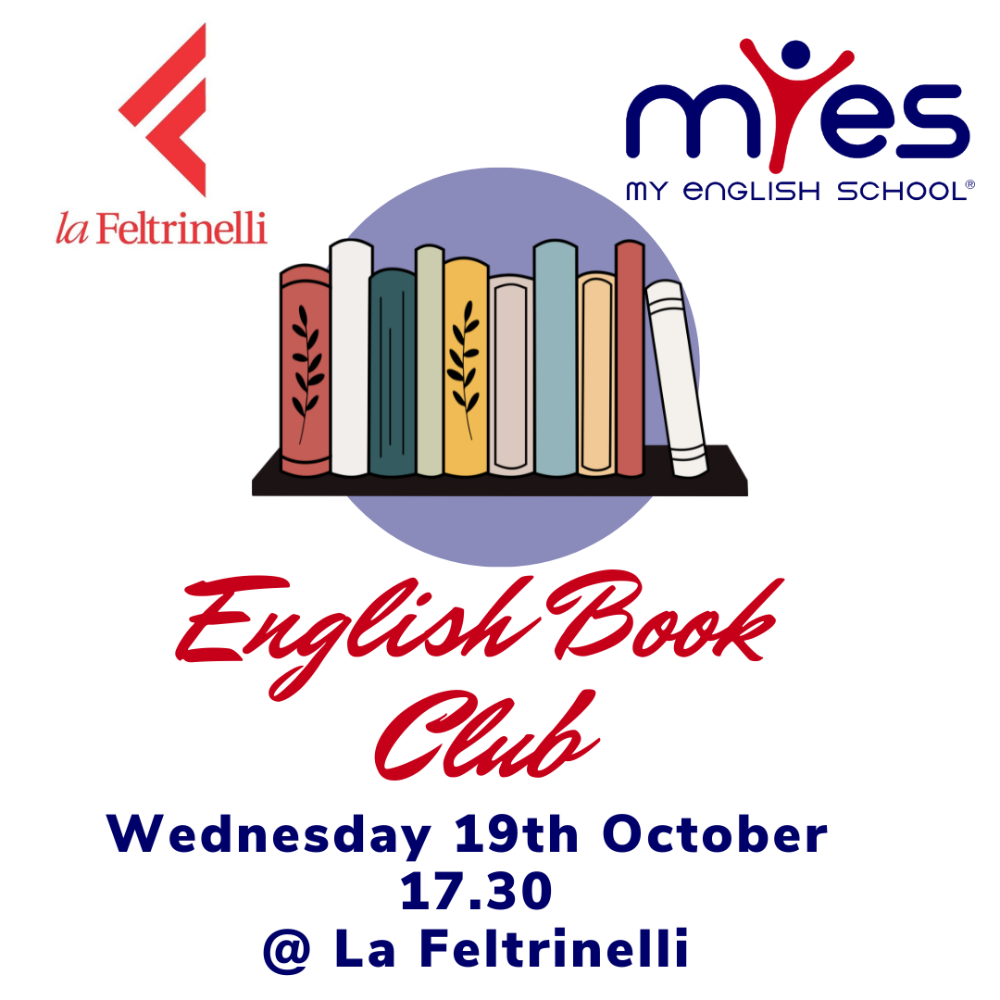 la Feltrinelli
myes
MY ENGLISH SCHOOL®
English Book
Club
Wednesday 19th October
17.30
@ La Feltrinelli